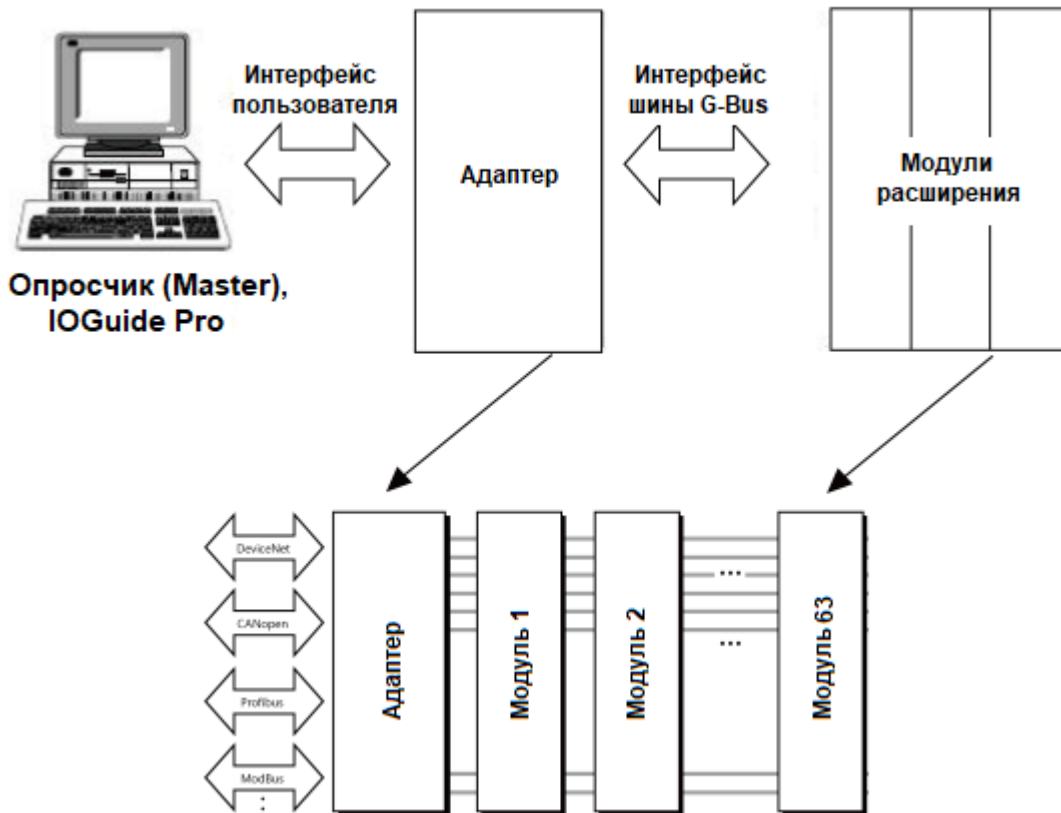 Интерфейс
пользователя
Интерфейс
шины G-Bus
Адаптер
Модули
расширения
Опросчик (Master),
IOGuide Pro
DeviceNet
CANopen
Profibus
ModBus
:
Адаптер
Модуль 1
Модуль 2
...
...
Модуль 63